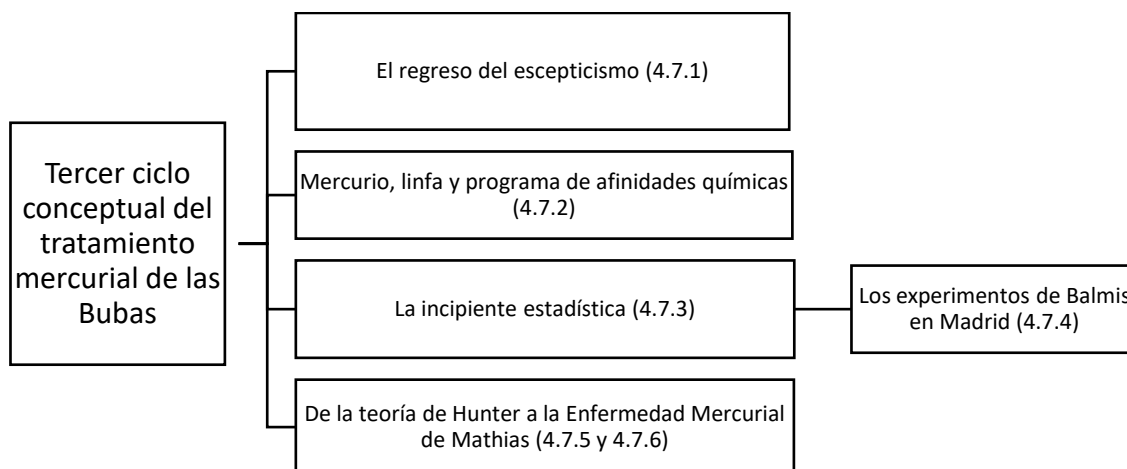 Tercer ciclo
conceptual del
tratamiento
mercurial de las
Bubas
El regreso del escepticismo (4.7.1)
Mercurio, linfa y programa de afinidades químicas
(4.7.2)
La incipiente estadística (4.7.3)
Los experimentos de Balmis
en Madrid (4.7.4)
De la teoría de Hunter a la Enfermedad Mercurial
de Mathias (4.7.5 y 4.7.6)